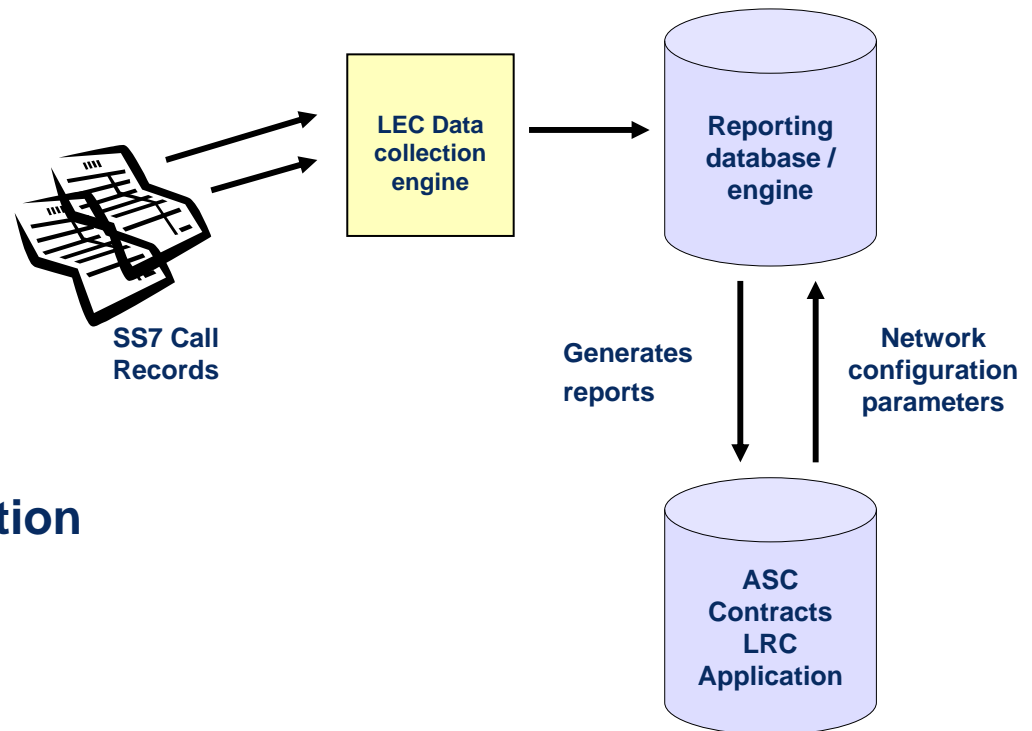 LEC Data
collection
engine
Reporting
database /
engine
SS7 Call
Records
Generates
reports
Network
configuration
parameters
tion
ASC
Contracts
LRC
Application